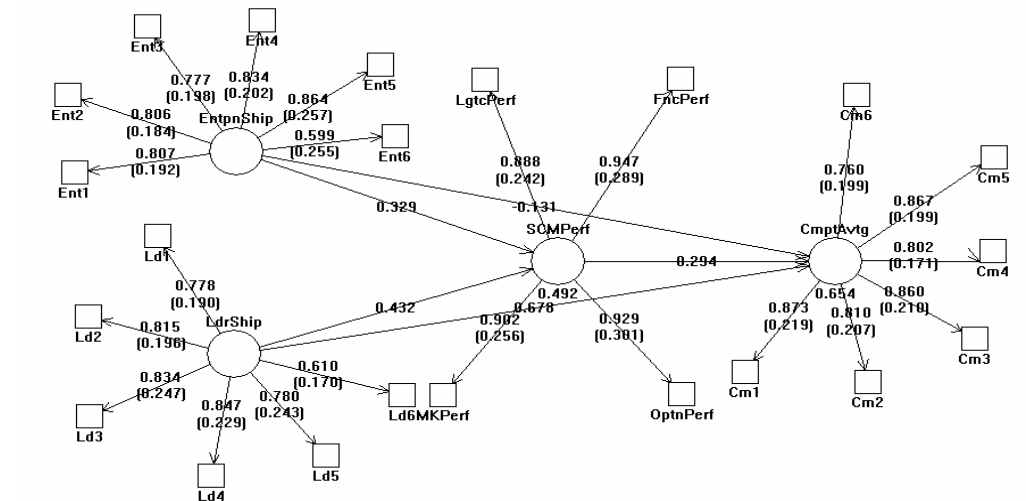 Ent3
Ent4
Ent5
Ent2
Ent1
Ent6
0.777
(0.198)
0.834
(0.202)
0.864
(0.257)
0.806
(0.184)
EntpnShip
0.599
(0.255)
0.807
(0.192)
LgtcPerf
FncPerf
Cm6
0.888
(0.242)
0.947
(0.289)
0.760
(0.199)
Cm5
0.867
(0.199)
0.329
-0.131
SCMPerf
CmptAvtg
0.802
(0.171)
Cm4
0.294
Ld1
0.778
(0.190)
0.432
0.492
0.678
0.654
0.860
(0.210)
0.873
(0.219)
0.810
(0.207)
Cm3
Ld2
0.815
(0.196)
LdrShip
0.902
(0.256)
0.929
(0.301)
0.834
(0.247)
0.610
(0.170)
0.780
(0.243)
0.847
(0.229)
Cm1
Cm2
Ld3
Ld6
MKPerf
OptnPerf
Ld5
Ld4